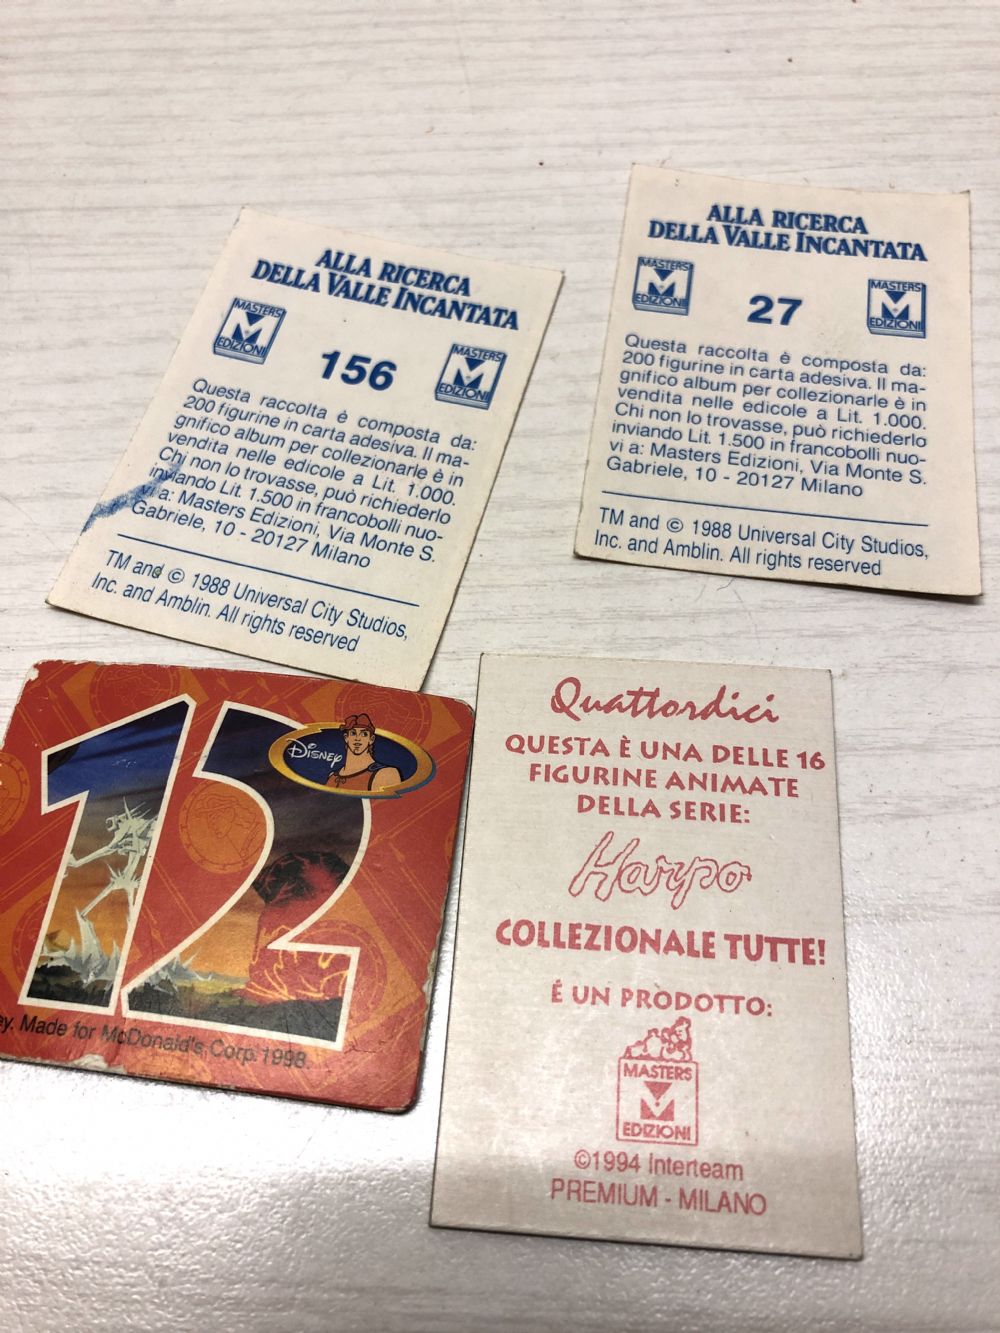 ALLA RICERCA
DELLA VALLE INCANTATA
MASTERS
EDIZIONI
156
MASTERS
EDIZIONI
Questa raccolta è composta da:
200 figurine in carta adesiva. Il ma-
gnifico album per collezionarle è in
vendita nelle edicole a Lit. 1.000.
Chi non lo trovasse, può richiederlo
inviando Lit. 1.500 in francobolli nuo-
vi a: Masters Edizioni, Via Monte S.
Gabriele, 10 - 20127 Milano
TM and © 1988 Universal City Studios,
Inc. and Amblin. All rights reserved
ALLA RICERCA
DELLA VALLE INCANTATA
MASTERS
EDIZIONI
27
MASTERS
EDIZIONI
Questa raccolta è composta da:
200 figurine in carta adesiva. Il ma-
gnifico album per collezionarle è in
vendita nelle edicole a Lit. 1.000.
Chi non lo trovasse, può richiederlo
inviando Lit. 1.500 in francobolli nuo-
vi a: Masters Edizioni, Via Monte S.
Gabriele, 10 - 20127 Milano
TM and © 1988 Universal City Studios,
Inc. and Amblin. All rights reserved
12
DISNEY
ey. Made for McDonald's Corp. 1998.
Quattordici
QUESTA È UNA DELLE 16
FIGURINE ANIMATE
DELLA SERIE:
Harpo
COLLEZIONALE TUTTE!
É UN PRODOTTO:
MASTERS
EDIZIONI
©1994 Interteam
PREMIUM - MILANO